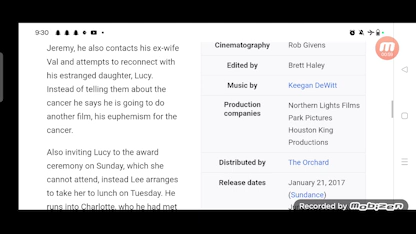 9:30
Jeremy, he also contacts his ex-wife
Val and attempts to reconnect with
his estranged daughter, Lucy.
Instead of telling them about the
cancer he says he is going to do
another film, his euphemism for the
cancer.
Also inviting Lucy to the award
ceremony on Sunday, which she
cannot attend, instead Lee arranges
to take her to lunch on Tuesday. He
runs into Charlotte, who he had met
Cinematography Rob Givens
Edited by Brett Haley
Music by Keegan DeWitt
Production companies Northern Lights Films
Park Pictures
Houston King
Productions
Distributed by The Orchard
Release dates January 21, 2017
(Sundance)
Recorded by Mobizen